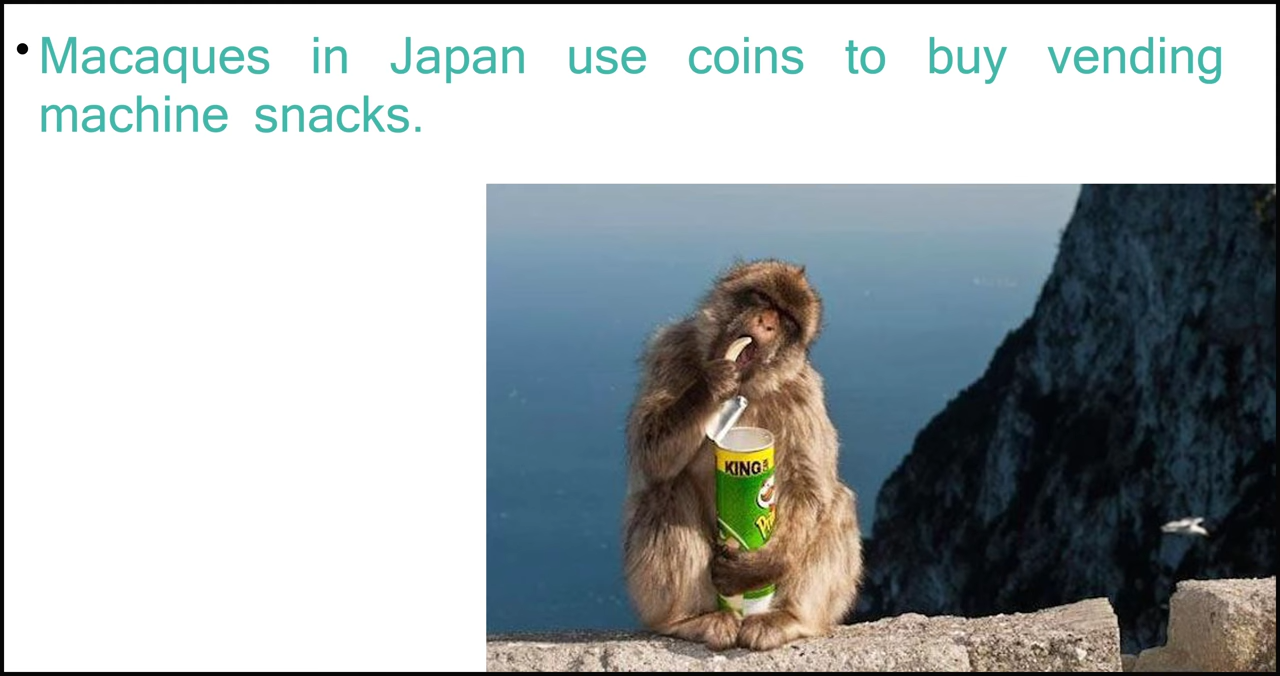 • Macaques in Japan use coins to buy vending
machine snacks.
KING